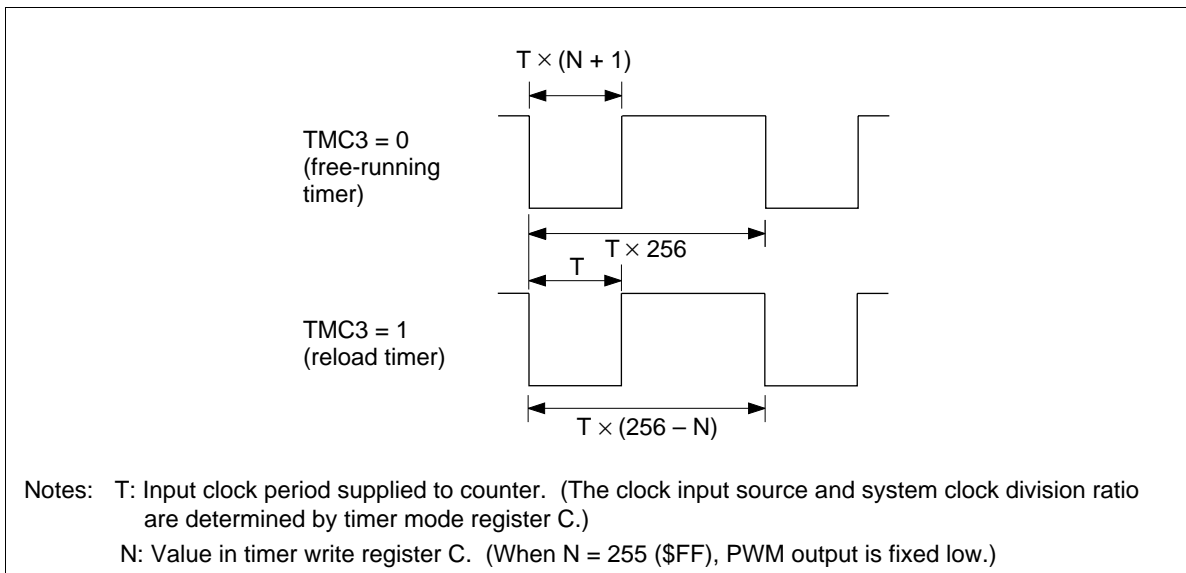 T × (N + 1)
TMC3 = 0
(free-running
timer)
T × 256
T
TMC3 = 1
(reload timer)
T × (256 – N)
Notes: T: Input clock period supplied to counter. (The clock input source and system clock division ratio
are determined by timer mode register C.)
N: Value in timer write register C. (When N = 255 ($FF), PWM output is fixed low.)